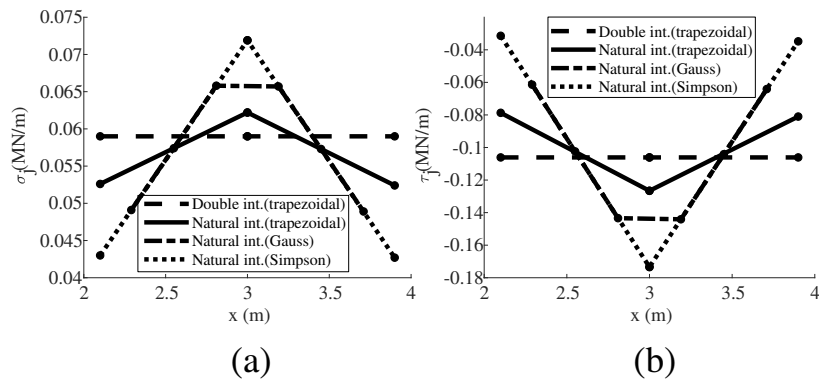 0.075
0.07
0.065
0.06
0.055
0.05
0.045
0.04
σj(MN/m)
Double int.(trapezoidal)
Natural int.(trapezoidal)
Natural int.(Gauss)
Natural int.(Simpson)
2 2.5 3 3.5 4
x (m)
(a)
-0.04
-0.06
-0.08
-0.1
-0.12
-0.14
-0.16
-0.18
τj(MN/m)
Double int.(trapezoidal)
Natural int.(trapezoidal)
Natural int.(Gauss)
Natural int.(Simpson)
2 2.5 3 3.5 4
x (m)
(b)